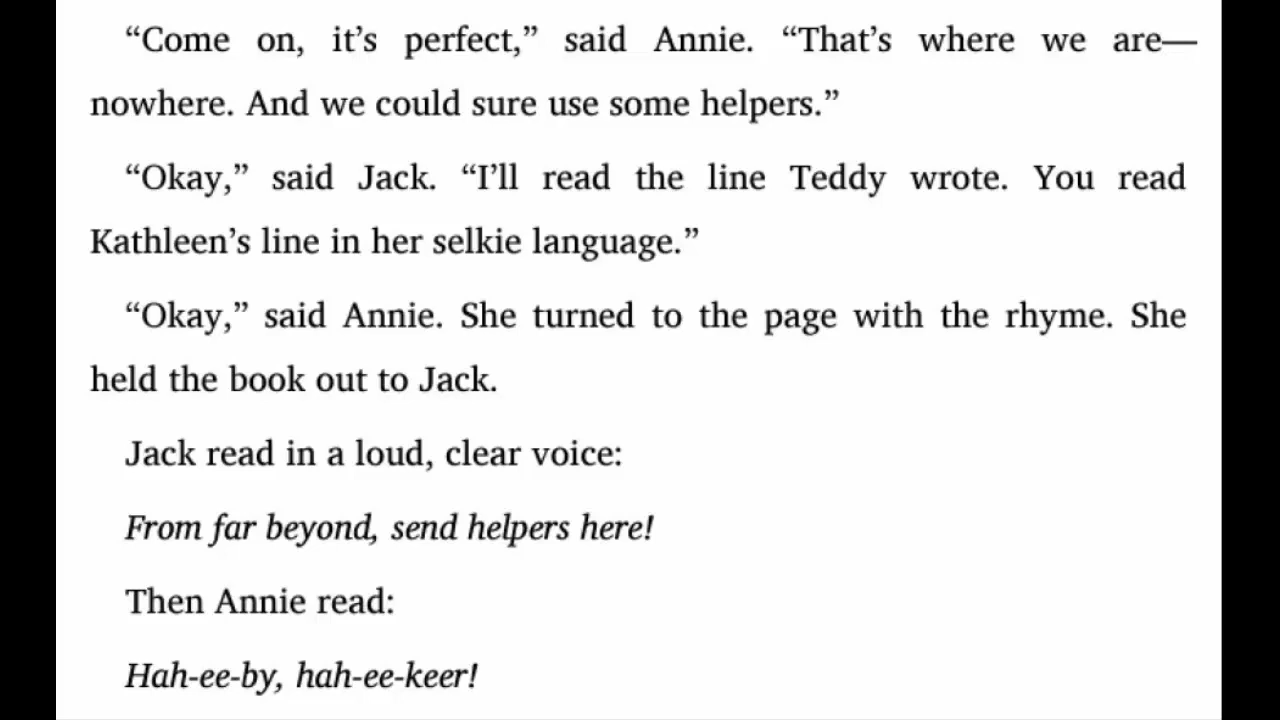 “Come on, it’s perfect,” said Annie. “That’s where we are—
nowhere. And we could sure use some helpers.”
“Okay,” said Jack. “I’ll read the line Teddy wrote. You read
Kathleen’s line in her selkie language.”
“Okay,” said Annie. She turned to the page with the rhyme. She
held the book out to Jack.
Jack read in a loud, clear voice:
From far beyond, send helpers here!
Then Annie read:
Hah-ee-by, hah-ee-keer!